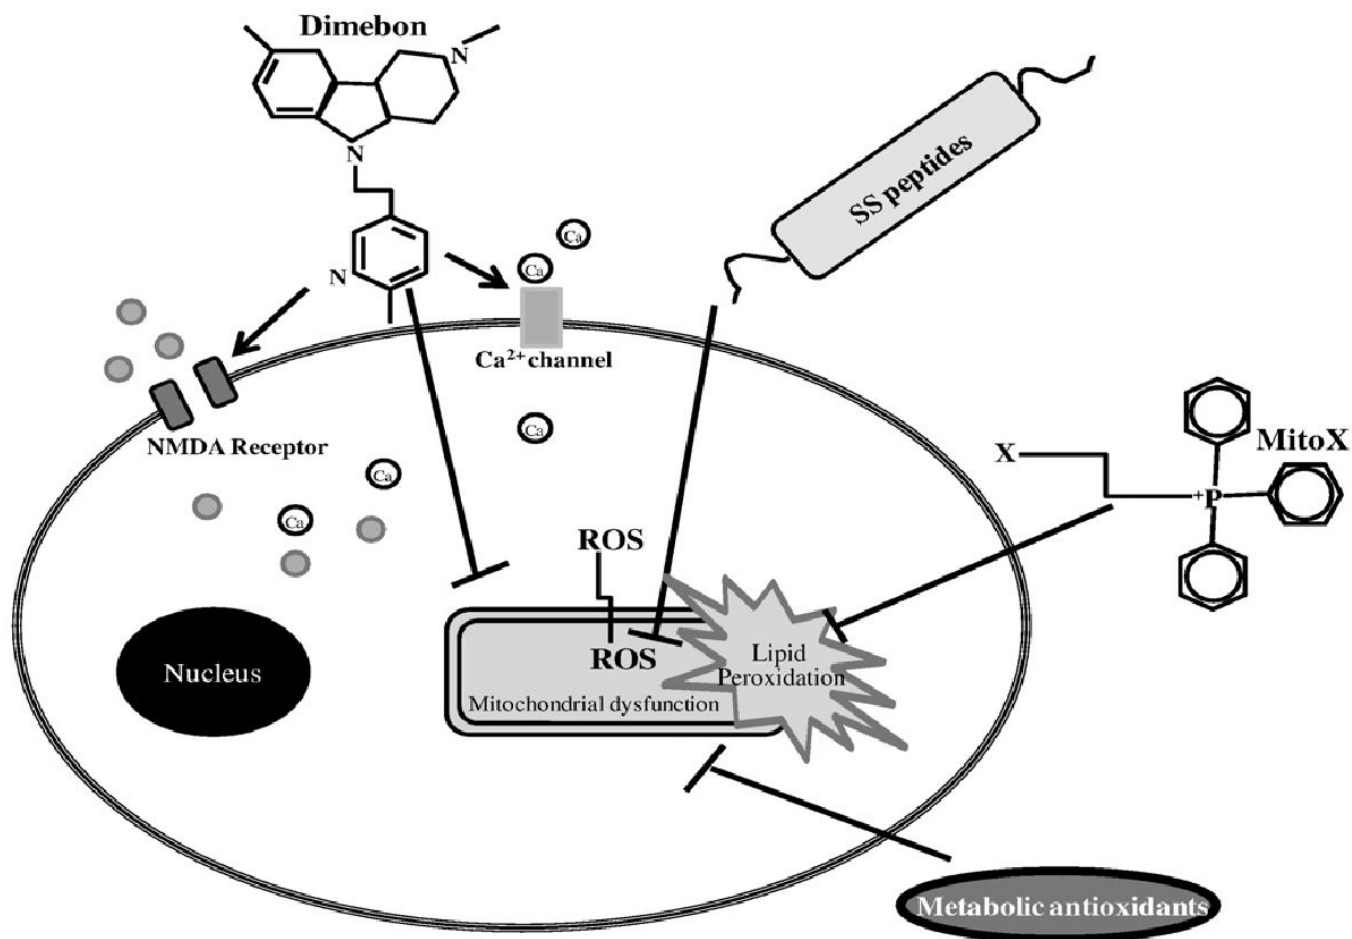 Dimebon
N
N
N
SS peptides
Ca
Ca
Ca²⁺ channel
NMDA Receptor
Ca
Ca
Ca
X
MitoX
⁺P
ROS
ROS
Lipid
Peroxidation
Mitochondrial dysfunction
Nucleus
Metabolic antioxidants